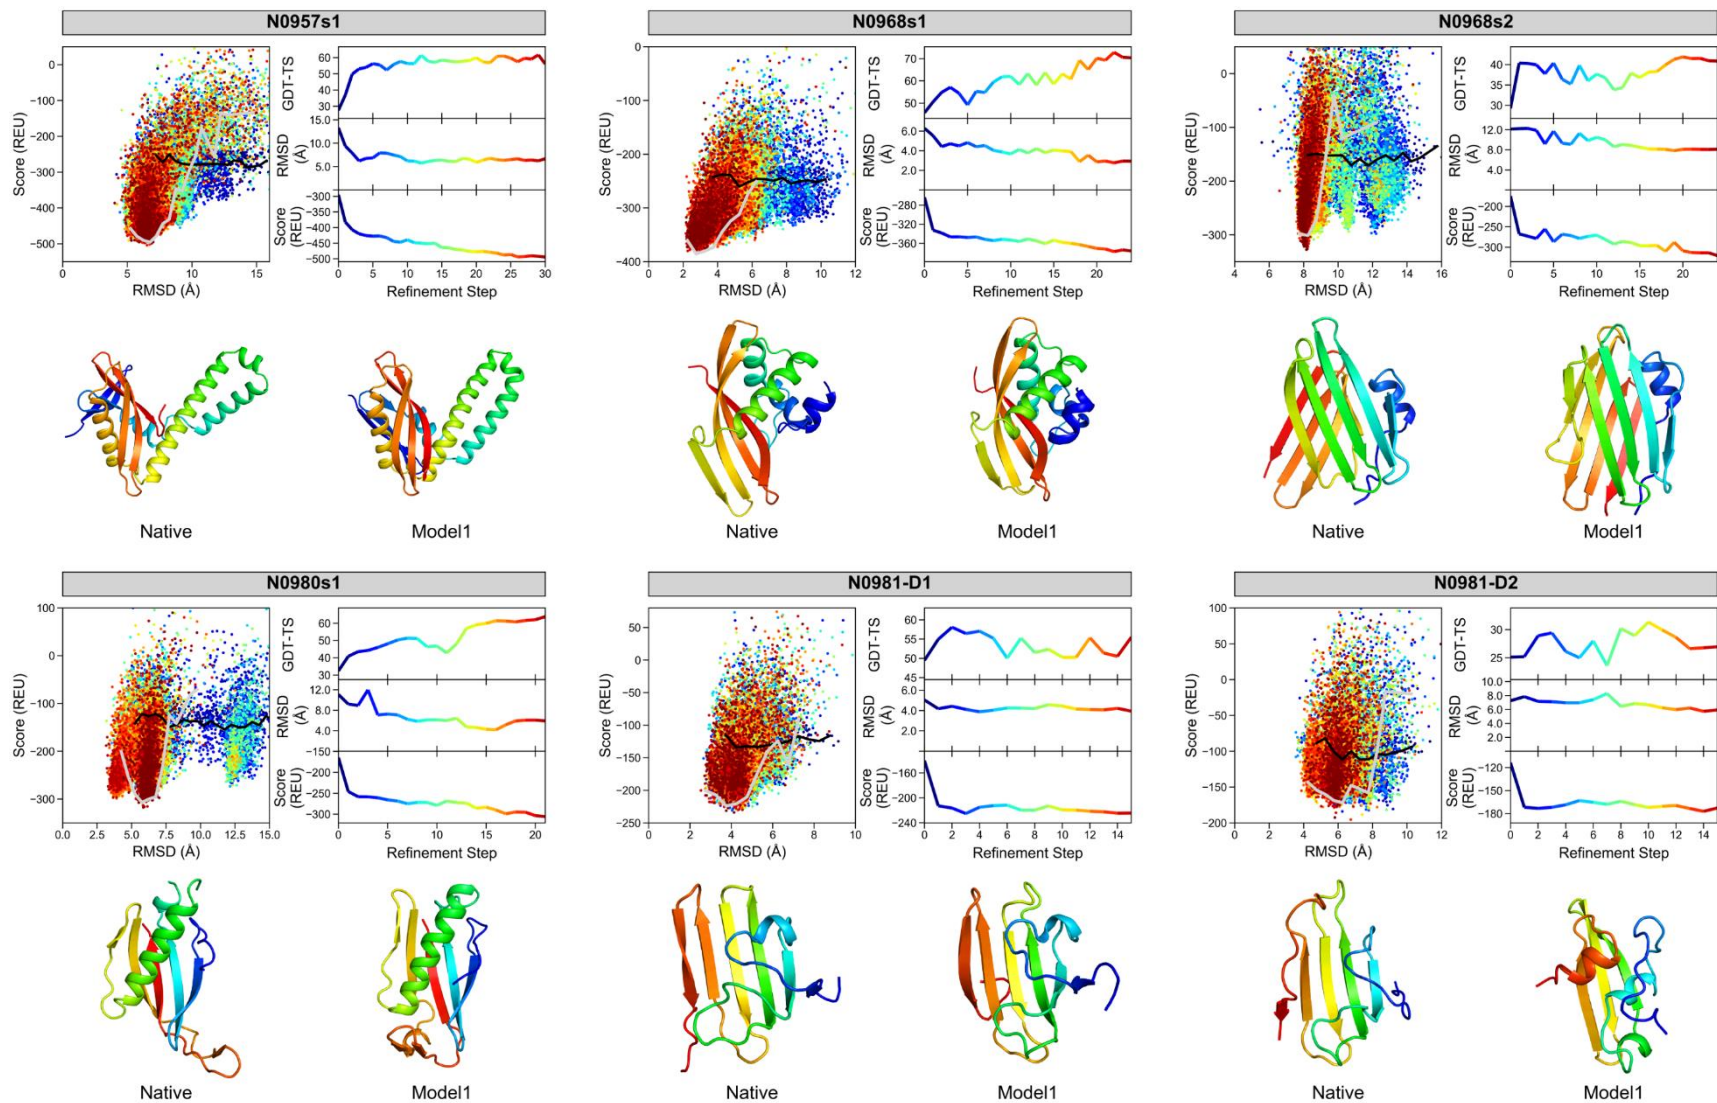 N0957s1
Score (REU)
0
−100
−200
−300
−400
−500
0 5 10 15
RMSD (Å)
60
50
40
30
GDT-TS
15.0
10.0
5.0
RMSD (Å)
−300
−350
−400
−450
−500
Score (REU)
0 5 10 15 20 25 30
Refinement Step
Native
Model1
N0968s1
Score (REU)
0
−100
−200
−300
−400
0 2 4 6 8 10 12
RMSD (Å)
70
60
50
GDT-TS
6.0
4.0
2.0
RMSD (Å)
−280
−320
−360
Score (REU)
0 5 10 15 20
Refinement Step
Native
Model1
N0968s2
Score (REU)
0
−100
−200
−300
4 6 8 10 12 14 16
RMSD (Å)
40
35
30
GDT-TS
12.0
8.0
4.0
RMSD (Å)
−200
−250
−300
Score (REU)
0 5 10 15 20
Refinement Step
Native
Model1
N0980s1
Score (REU)
100
0
−100
−200
−300
0.0 2.5 5.0 7.5 10.0 12.5 15.0
RMSD (Å)
60
50
40
30
GDT-TS
12.0
8.0
4.0
RMSD (Å)
−150
−200
−250
−300
Score (REU)
0 5 10 15 20
Refinement Step
Native
Model1
N0981-D1
Score (REU)
50
0
−50
−100
−150
−200
−250
0 2 4 6 8 10
RMSD (Å)
60
55
50
45
GDT-TS
6.0
4.0
2.0
RMSD (Å)
−160
−200
−240
Score (REU)
0 2 4 6 8 10 12 14
Refinement Step
Native
Model1
N0981-D2
Score (REU)
100
50
0
−50
−100
−150
−200
0 2 4 6 8 10 12
RMSD (Å)
30
25
GDT-TS
10.0
8.0
6.0
4.0
2.0
RMSD (Å)
−120
−150
−180
Score (REU)
0 2 4 6 8 10 12 14
Refinement Step
Native
Model1